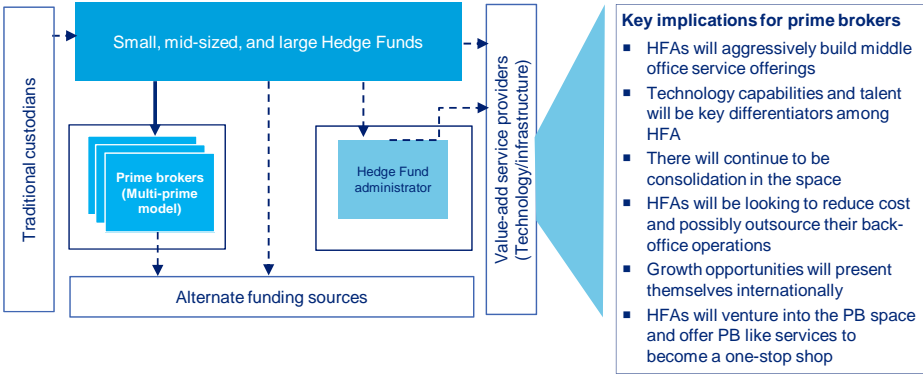 Traditional custodians
Small, mid-sized, and large Hedge Funds
Prime brokers
(Multi-prime
model)
Hedge Fund
administrator
Alternate funding sources
Value-add service providers
(Technology/infrastructure)
Key implications for prime brokers
■ HFAs will aggressively build middle
office service offerings
■ Technology capabilities and talent
will be key differentiators among
HFA
■ There will continue to be
consolidation in the space
■ HFAs will be looking to reduce cost
and possibly outsource their back-
office operations
■ Growth opportunities will present
themselves internationally
■ HFAs will venture into the PB space
and offer PB like services to
become a one-stop shop